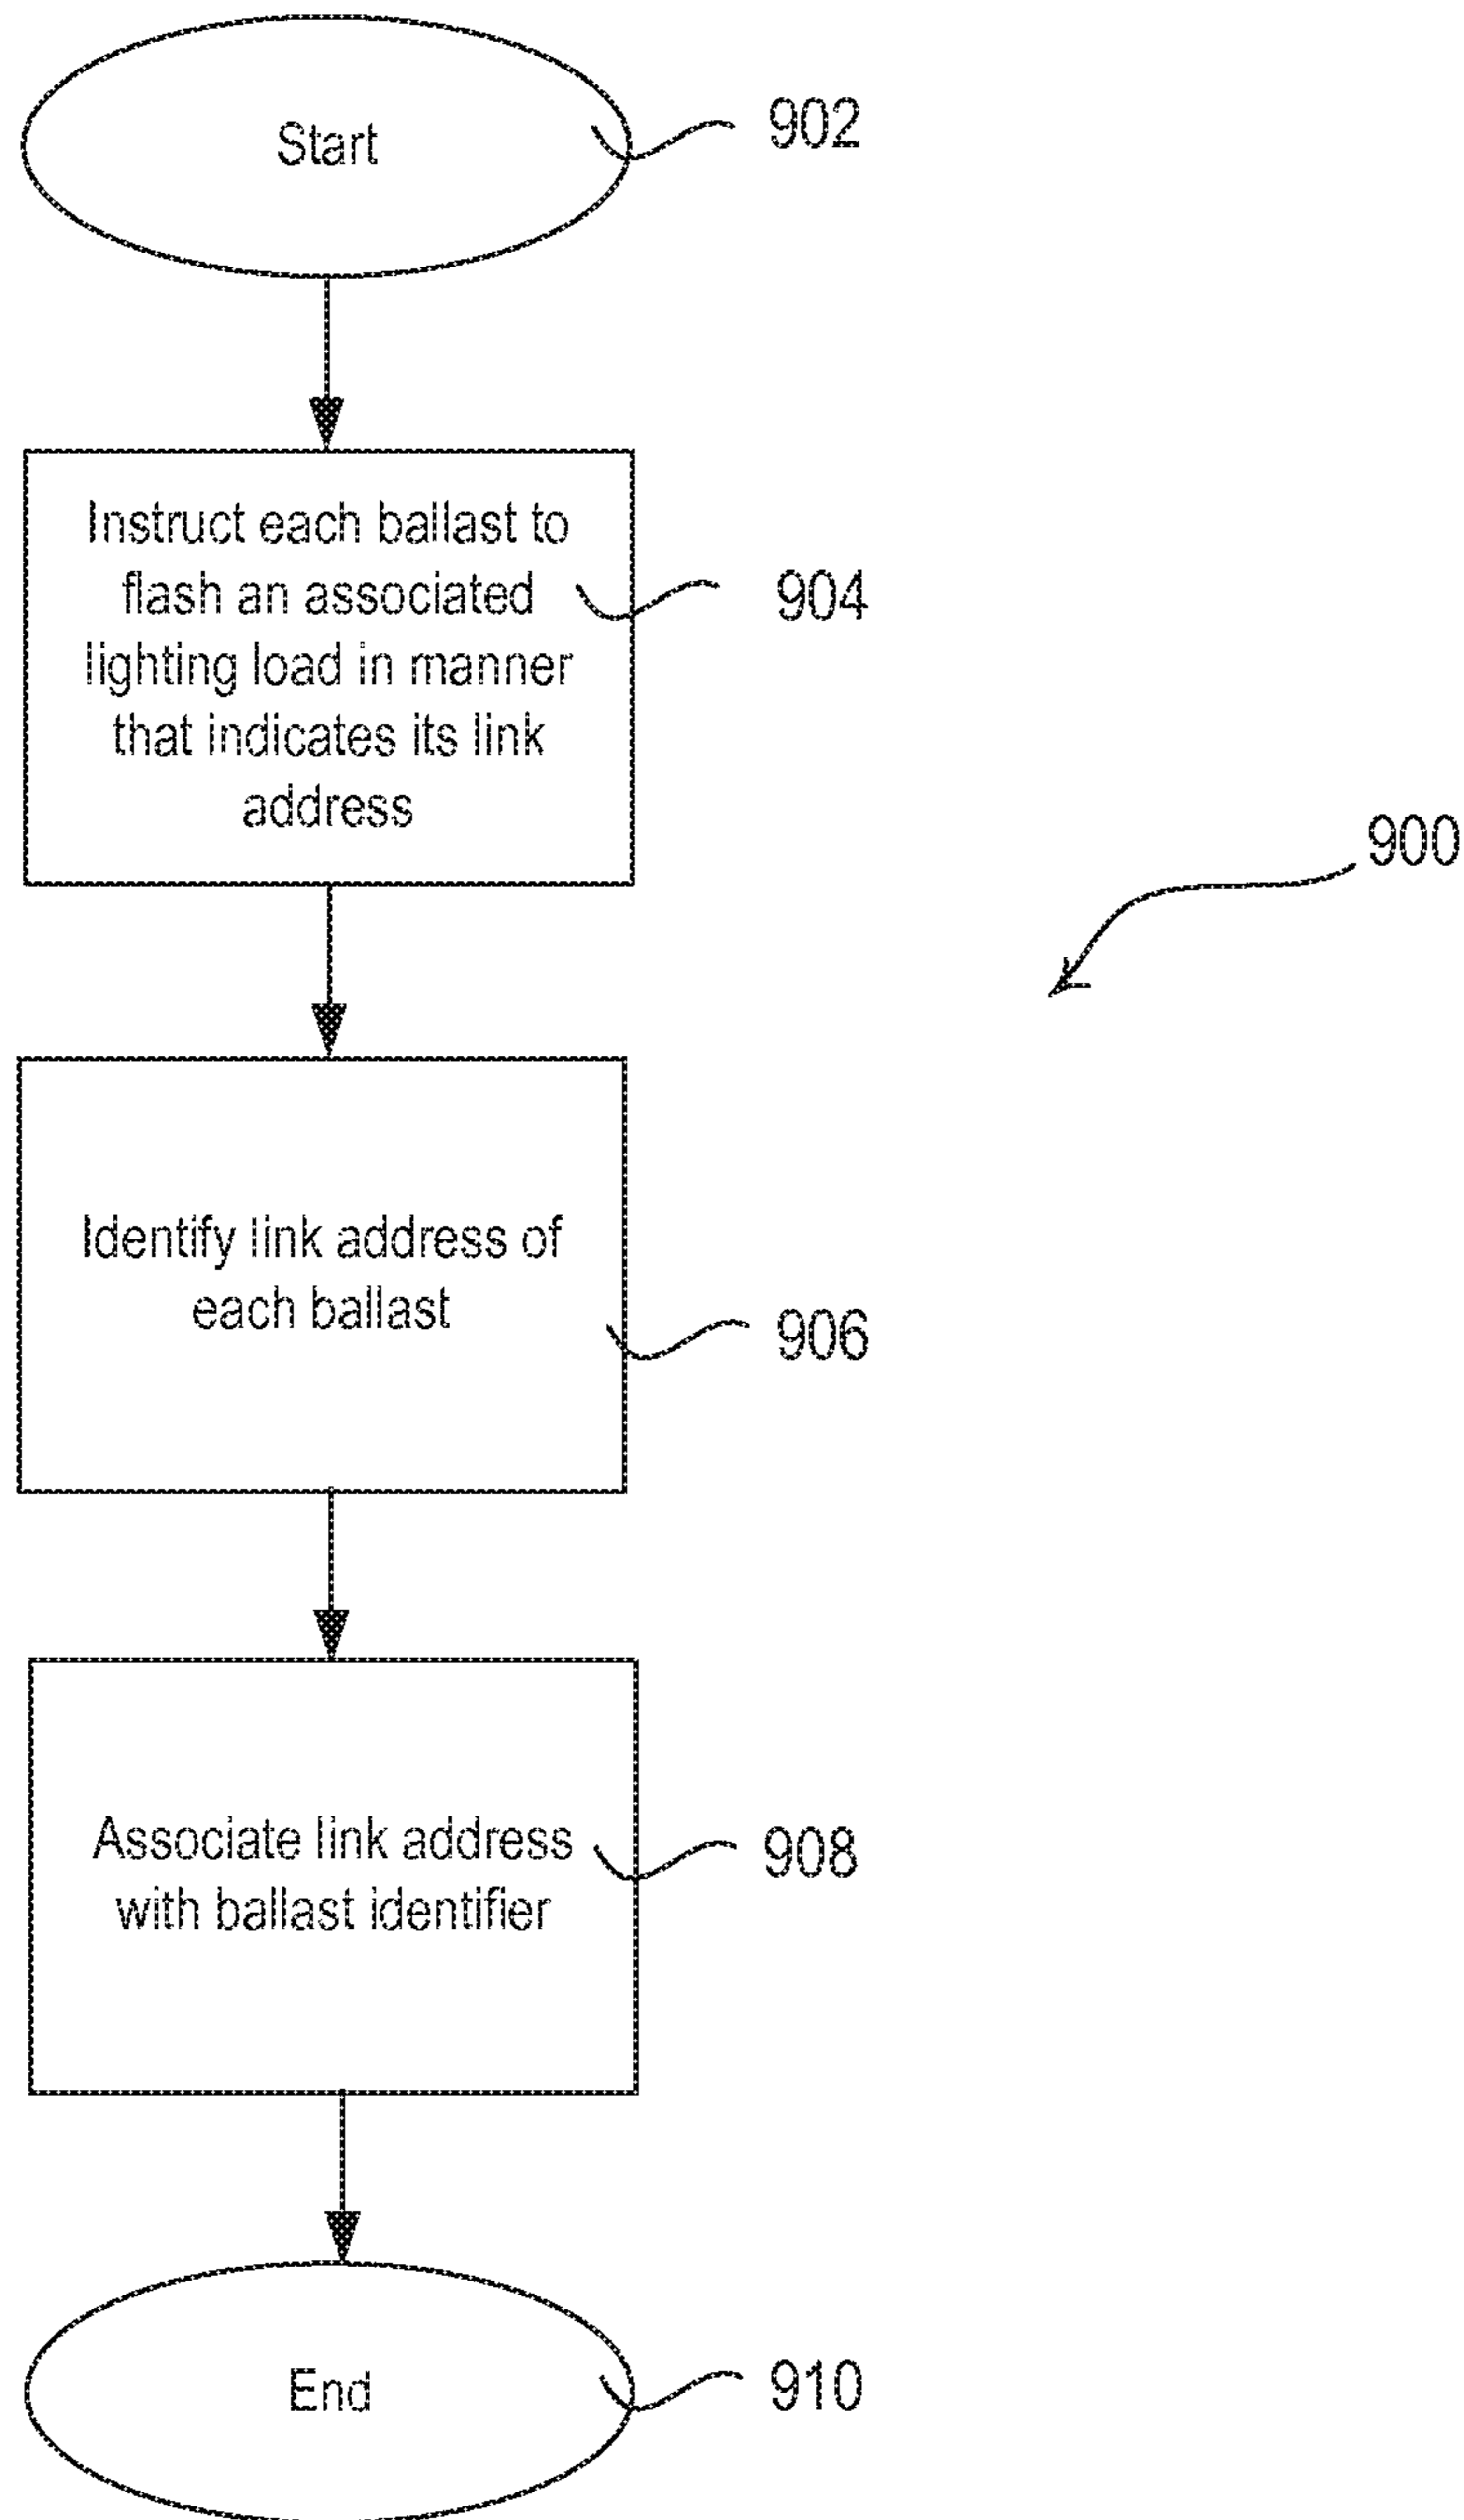 Start
902
Instruct each ballast to
flash an associated
lighting load in manner
that indicates its link
address
904
900
Identify link address of
each ballast
906
Associate link address
with ballast identifier
908
End
910